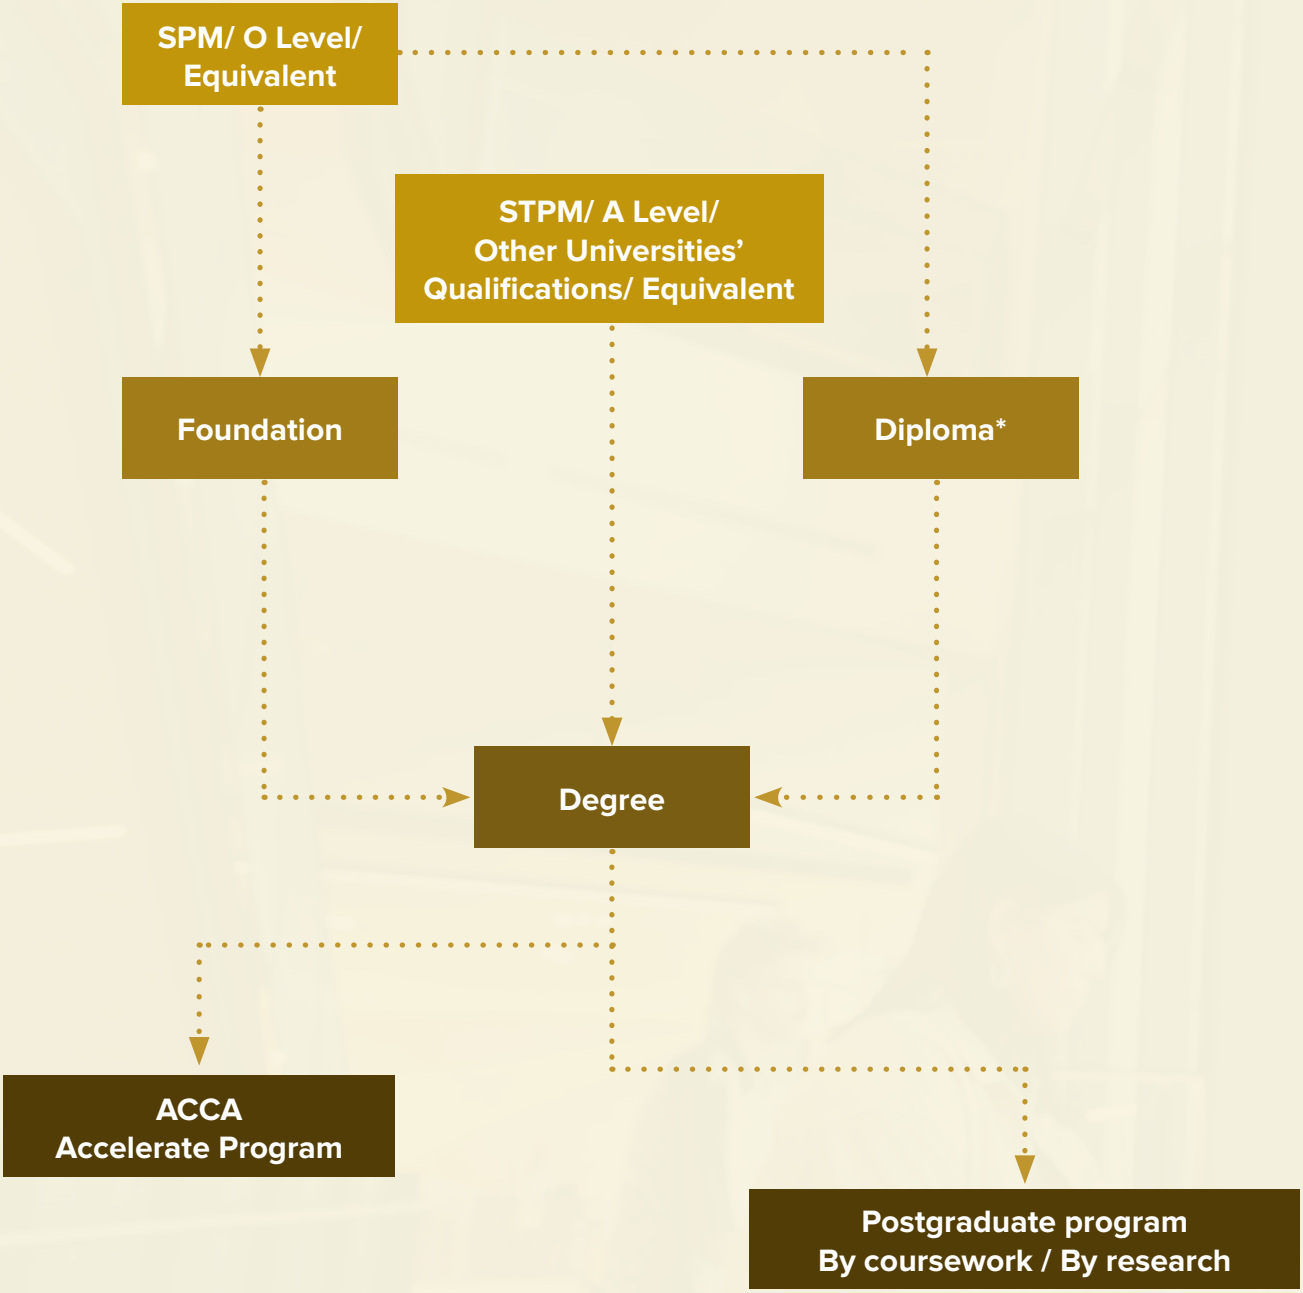 SPM/ O Level/
Equivalent
STPM/ A Level/
Other Universities’
Qualifications/ Equivalent
Foundation
Diploma*
Degree
ACCA
Accelerate Program
Postgraduate program
By coursework / By research